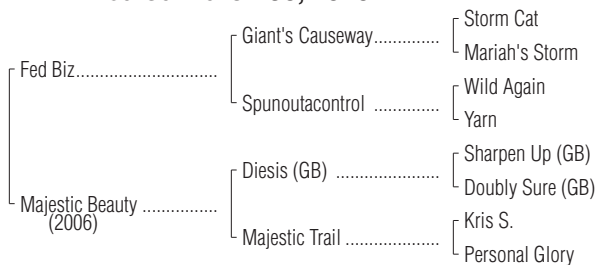 Storm Cat
Giant's Causeway..............
Mariah's Storm
Fed Biz..............................
Wild Again
Spunoutacontrol ..............
Yarn
Sharpen Up (GB)
Diesis (GB) ......................
Doubly Sure (GB)
Majestic Beauty ................
(2006)
Kris S.
Majestic Trail ....................
Personal Glory